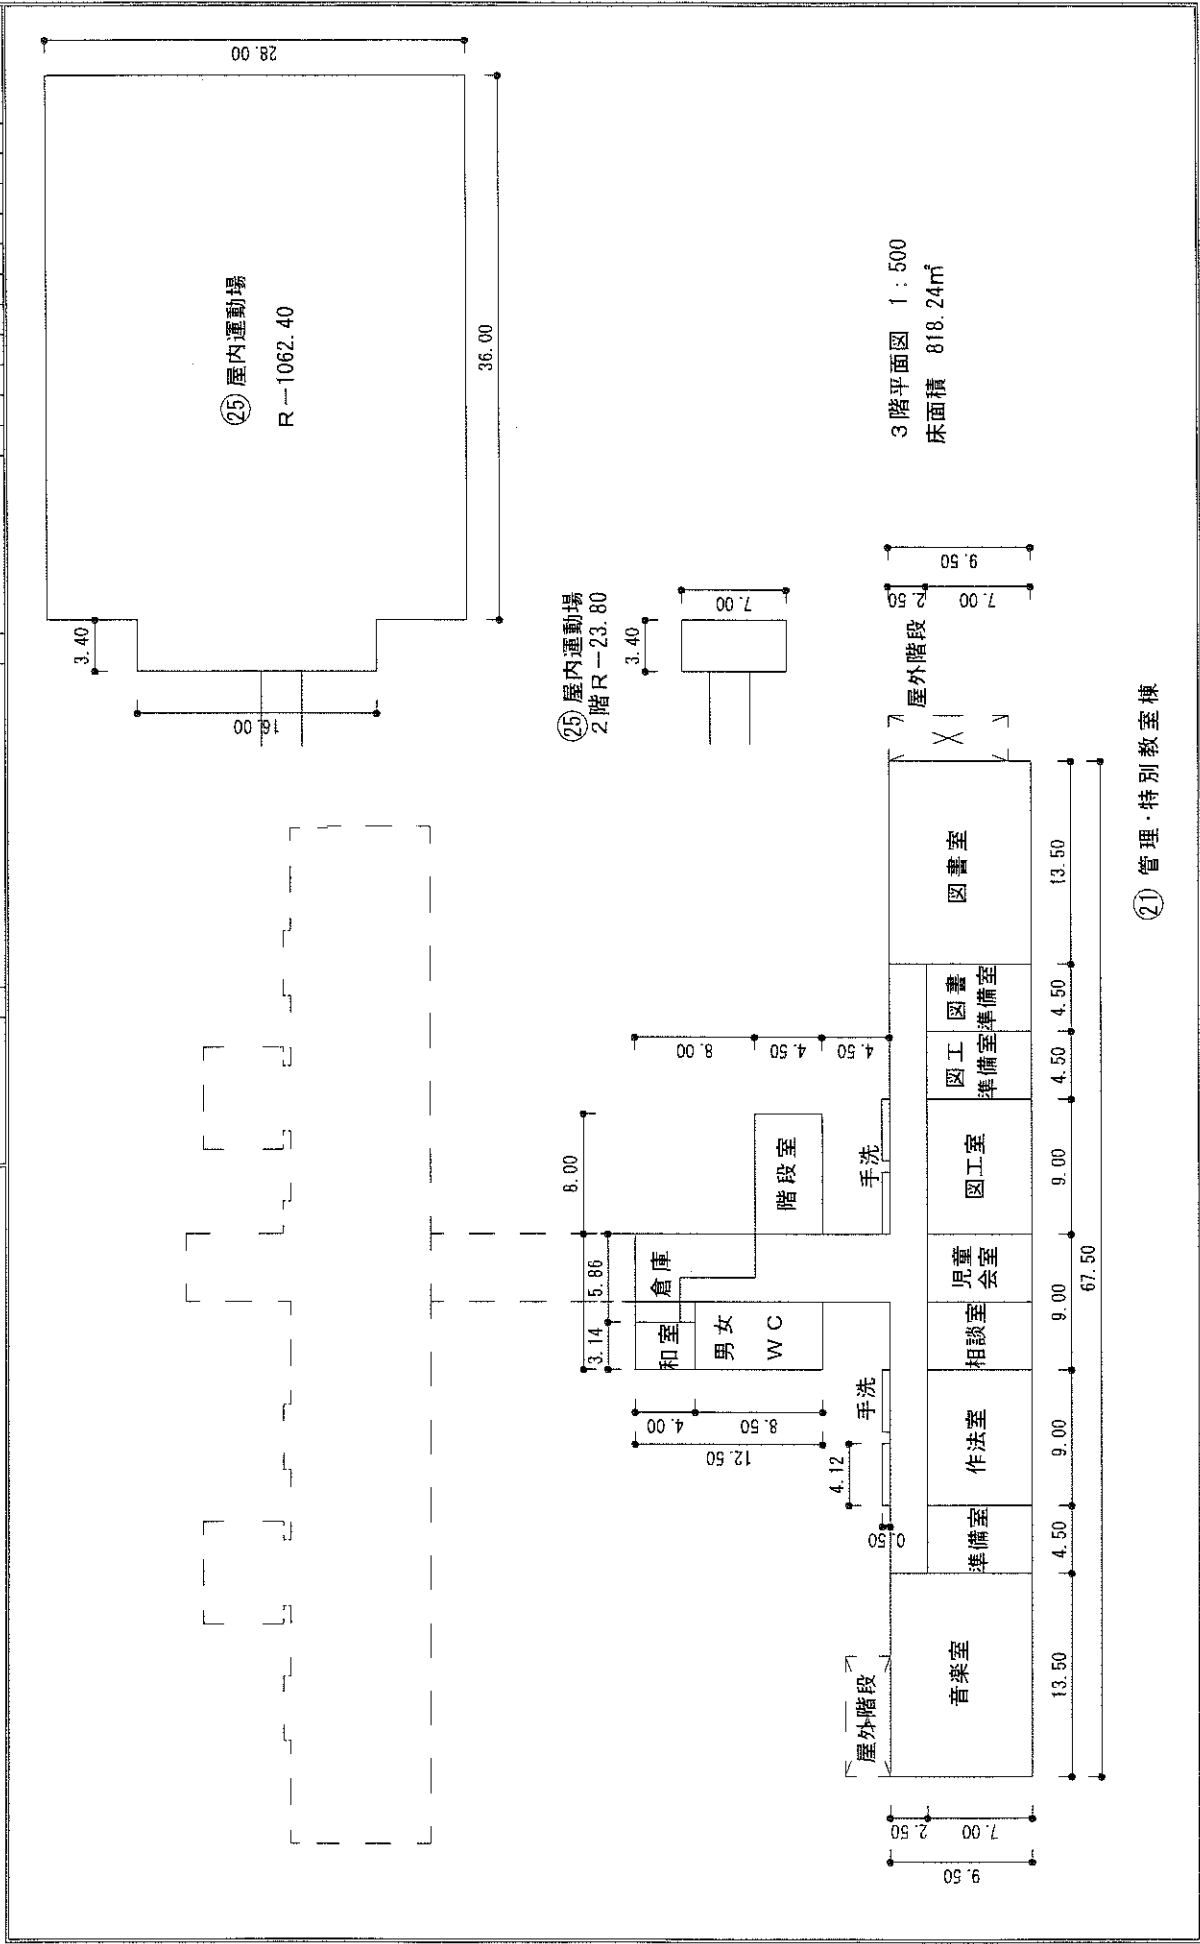 28.00
㉕ 屋内運動場
R－1062.40
36.00
3.40
16.00
㉕ 屋内運動場
2階R－23.80
3.40
7.00
3階平面図 1：500
床面積 818.24㎡
8.00
5.86
3.14
倉庫
和室
男女
WC
階段室
8.00
4.50
4.50
4.00
8.50
12.50
手洗
手洗
4.12
0.50
屋外階段
屋外階段
2.50
7.00
9.50
2.50
7.00
9.50
音楽室
準備室
作法室
相談室
児童
会室
図工室
図工
準備室
図書
準備室
図書室
13.50
4.50
9.00
9.00
9.00
4.50
4.50
13.50
67.50
㉑ 管理・特別教室棟